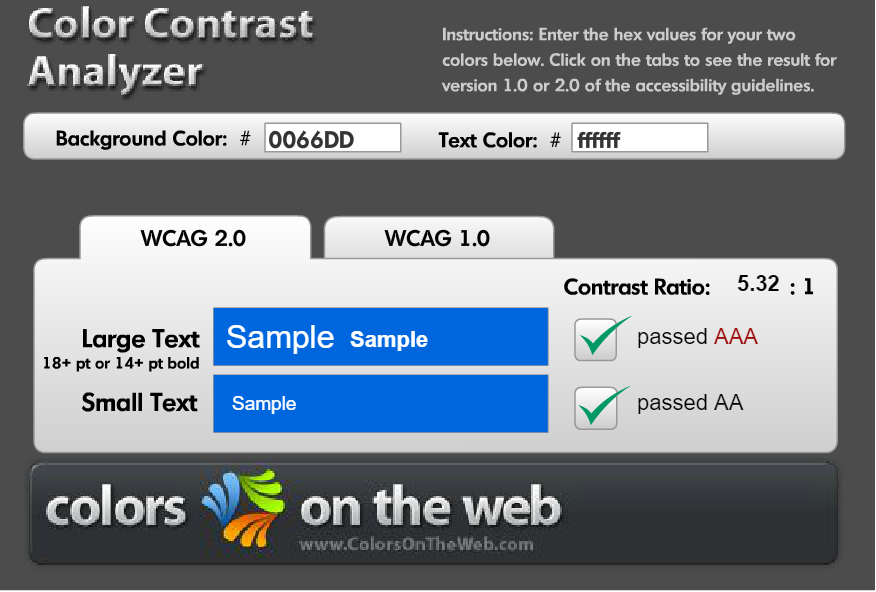 Color Contrast
Analyzer
Instructions: Enter the hex values for your two
colors below. Click on the tabs to see the result for
version 1.0 or 2.0 of the accessibility guidelines.
Background Color: # 0066DD Text Color: # ffffff
WCAG 2.0 WCAG 1.0
Contrast Ratio: 5.32 : 1
Large Text Sample Sample passed AAA
18+ pt or 14+ pt bold
Small Text Sample passed AA
colors on the web
www.ColorsOnTheWeb.com